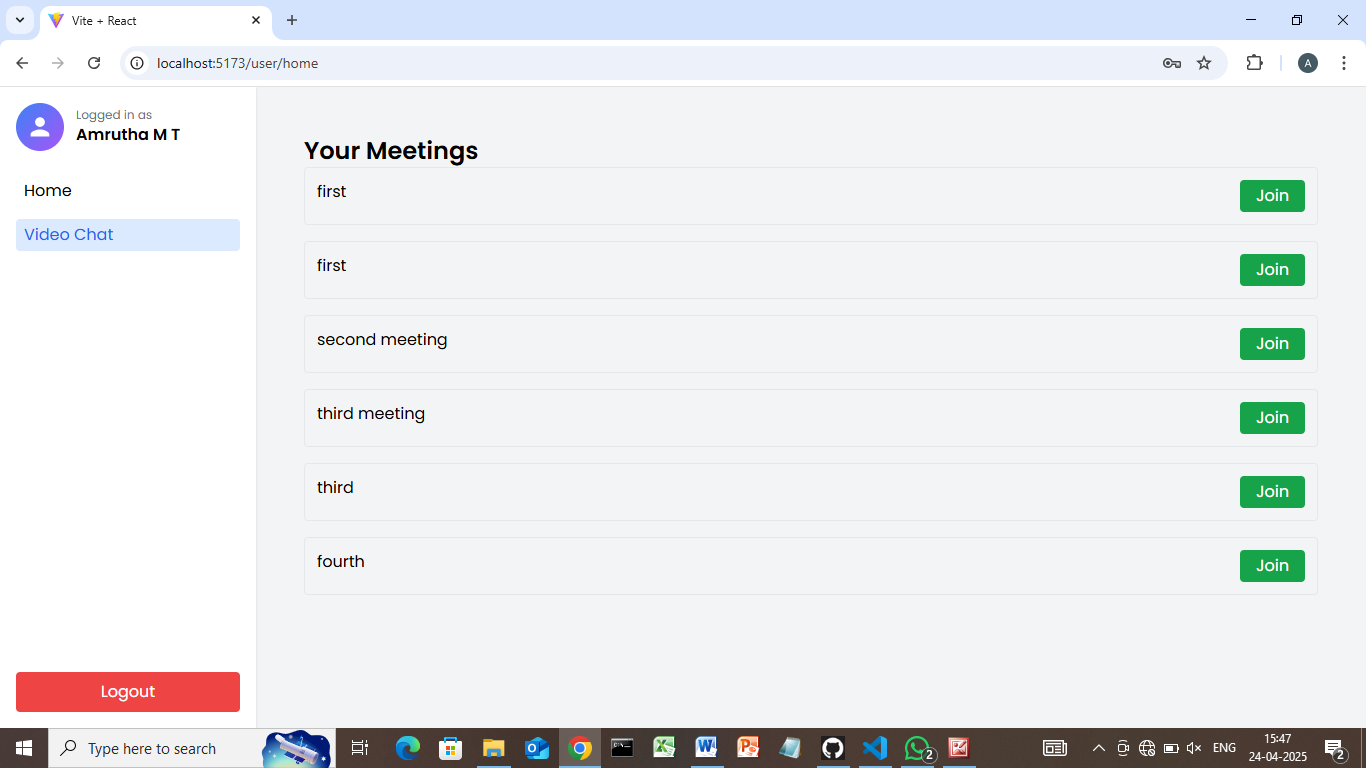 Vite + React
localhost:5173/user/home
A
Logged in as
Amrutha M T
Home
Video Chat
Logout
Your Meetings
first
Join
first
Join
second meeting
Join
third meeting
Join
third
Join
fourth
Join
Type here to search
2
ENG
15:47
24-04-2025
2